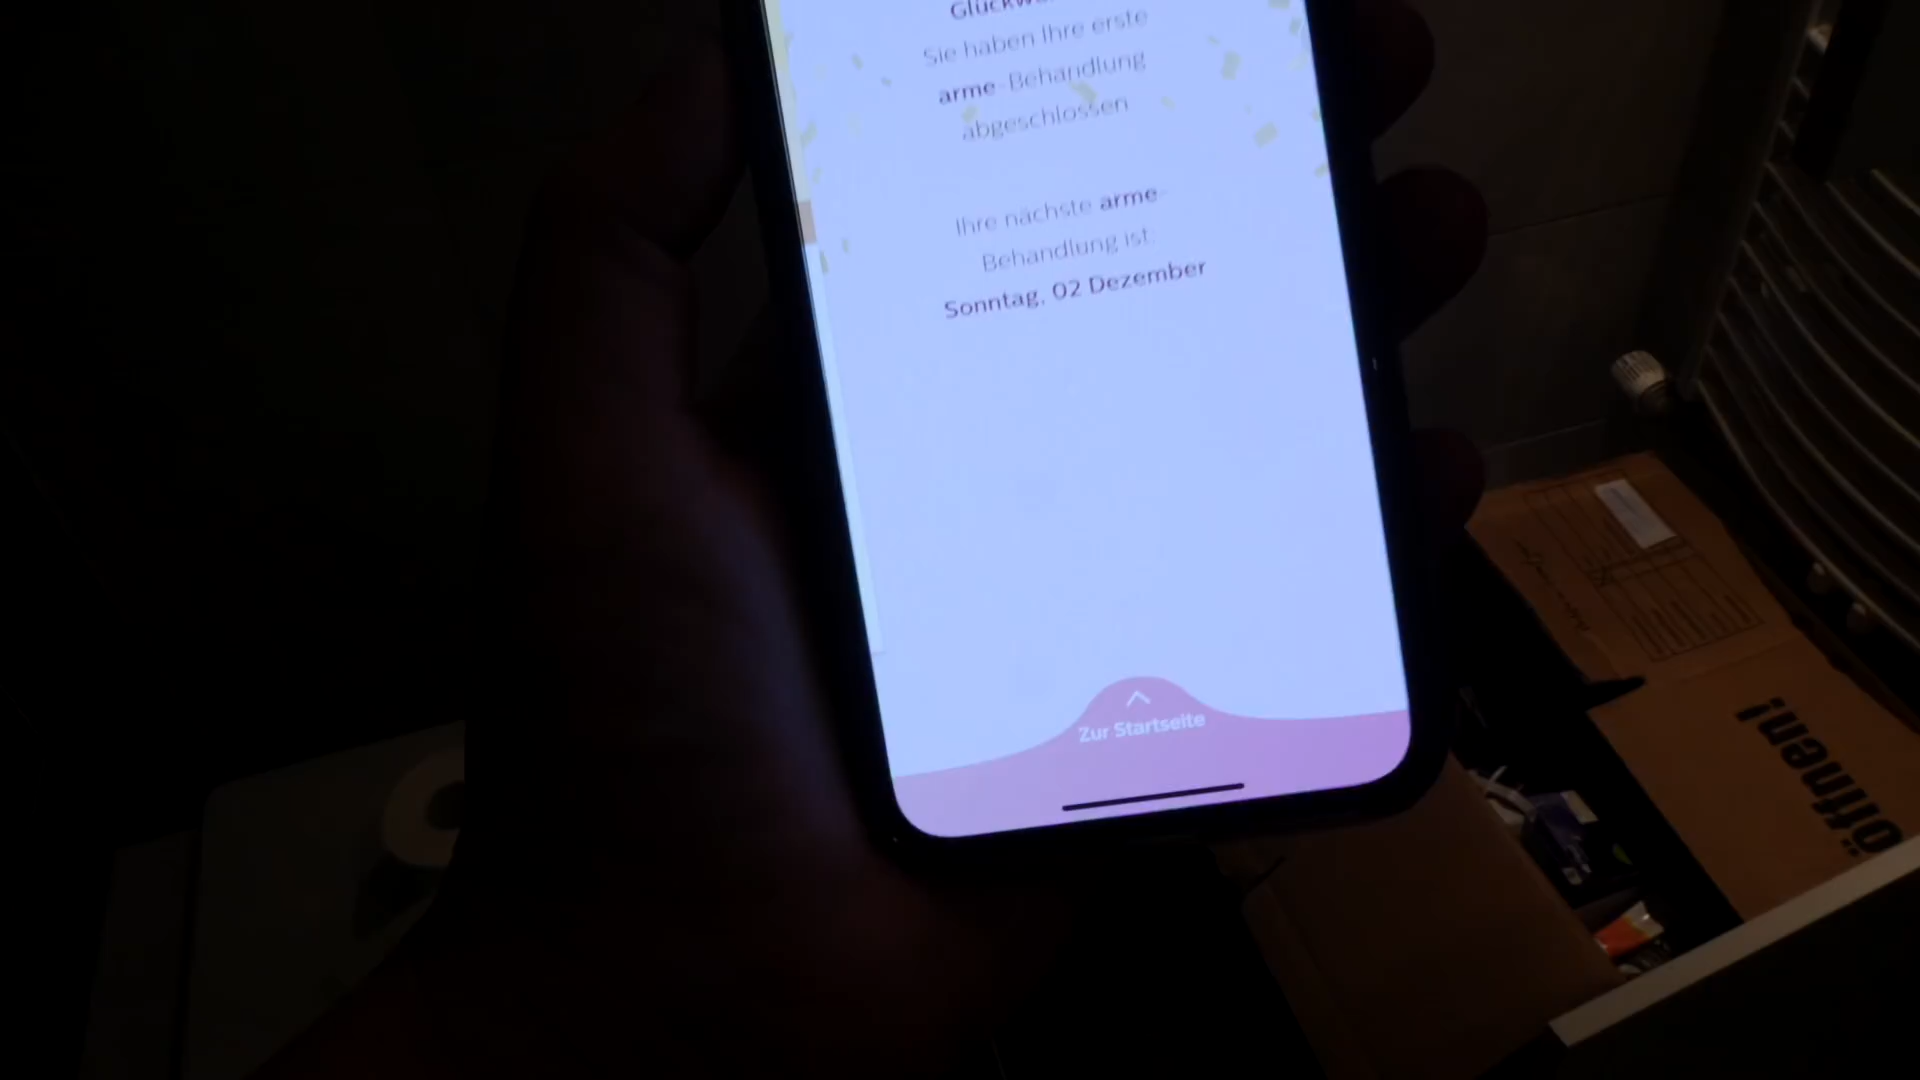 Sie haben Ihre erste
arme-Behandlung
abgeschlossen
Ihre nächste arme-
Behandlung ist:
Sonntag, 02 Dezember
Zur Startseite
öffnen!